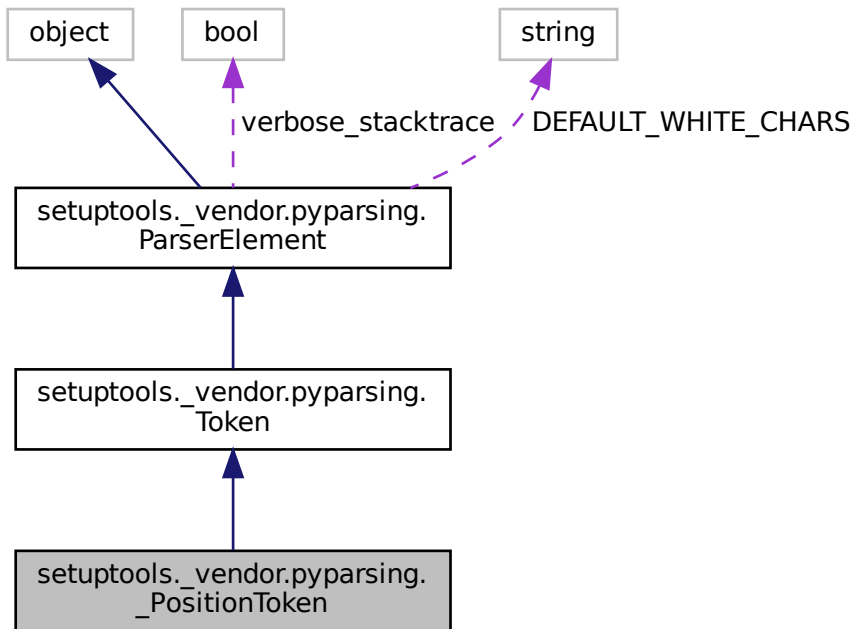 object
bool
string
verbose_stacktrace
DEFAULT_WHITE_CHARS
setuptools._vendor.pyparsing.
ParserElement
setuptools._vendor.pyparsing.
Token
setuptools._vendor.pyparsing.
_PositionToken